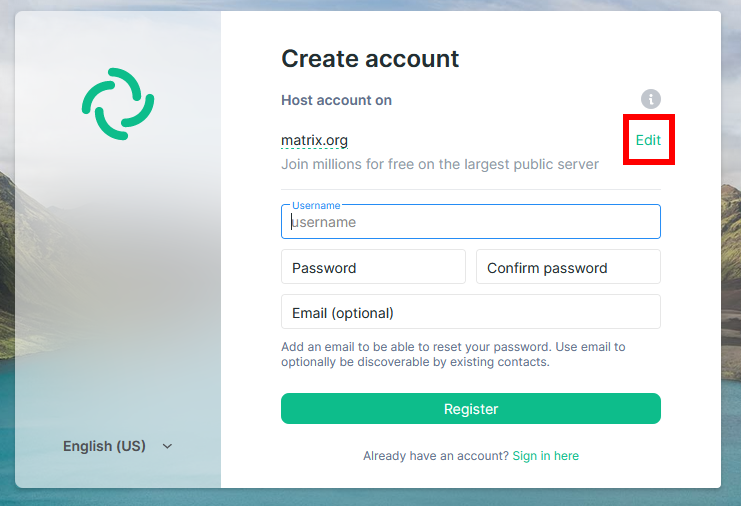 Create account
Host account on
matrix.org
Edit
Join millions for free on the largest public server
Username
username
Password
Confirm password
Email (optional)
Add an email to be able to reset your password. Use email to
optionally be discoverable by existing contacts.
Register
English (US)
Already have an account? Sign in here